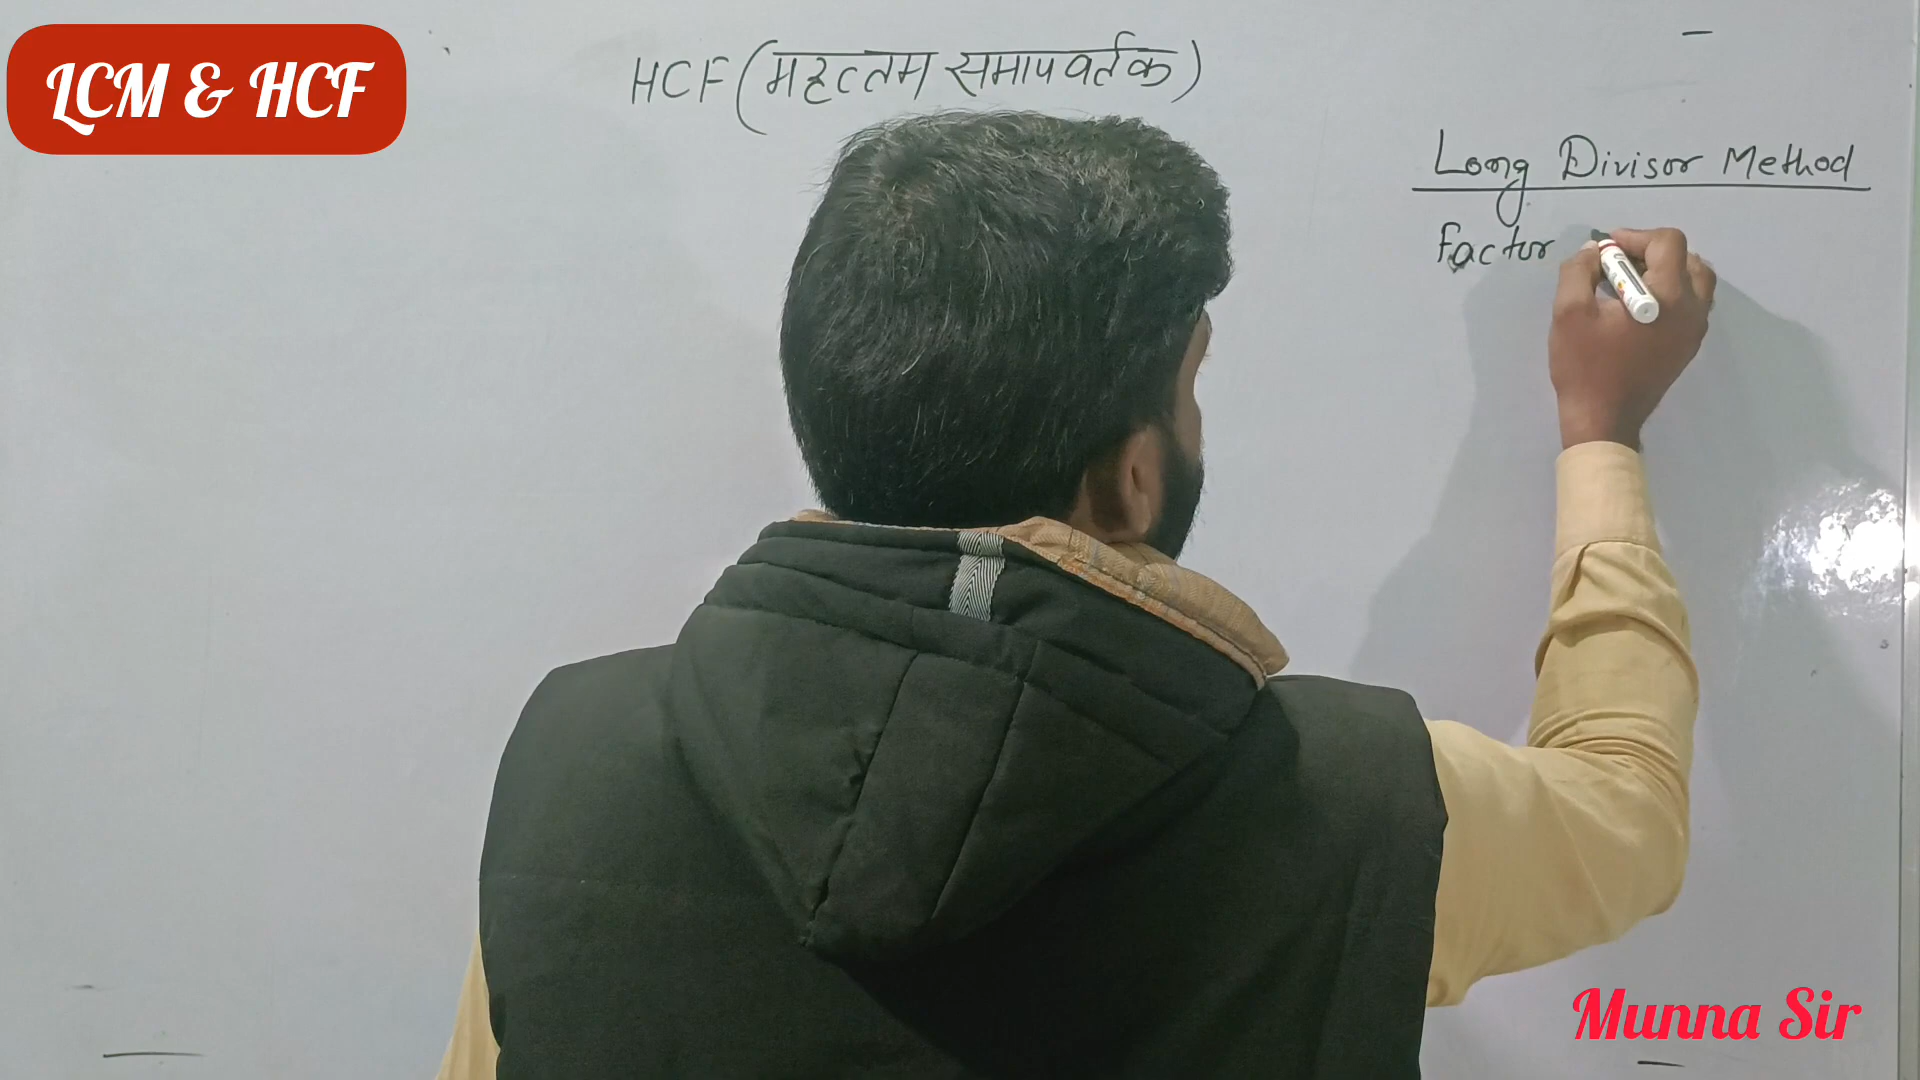 LCM & HCF
HCF (महत्तम समापवर्तक)
Long Divisor Method
Factor
Munna Sir